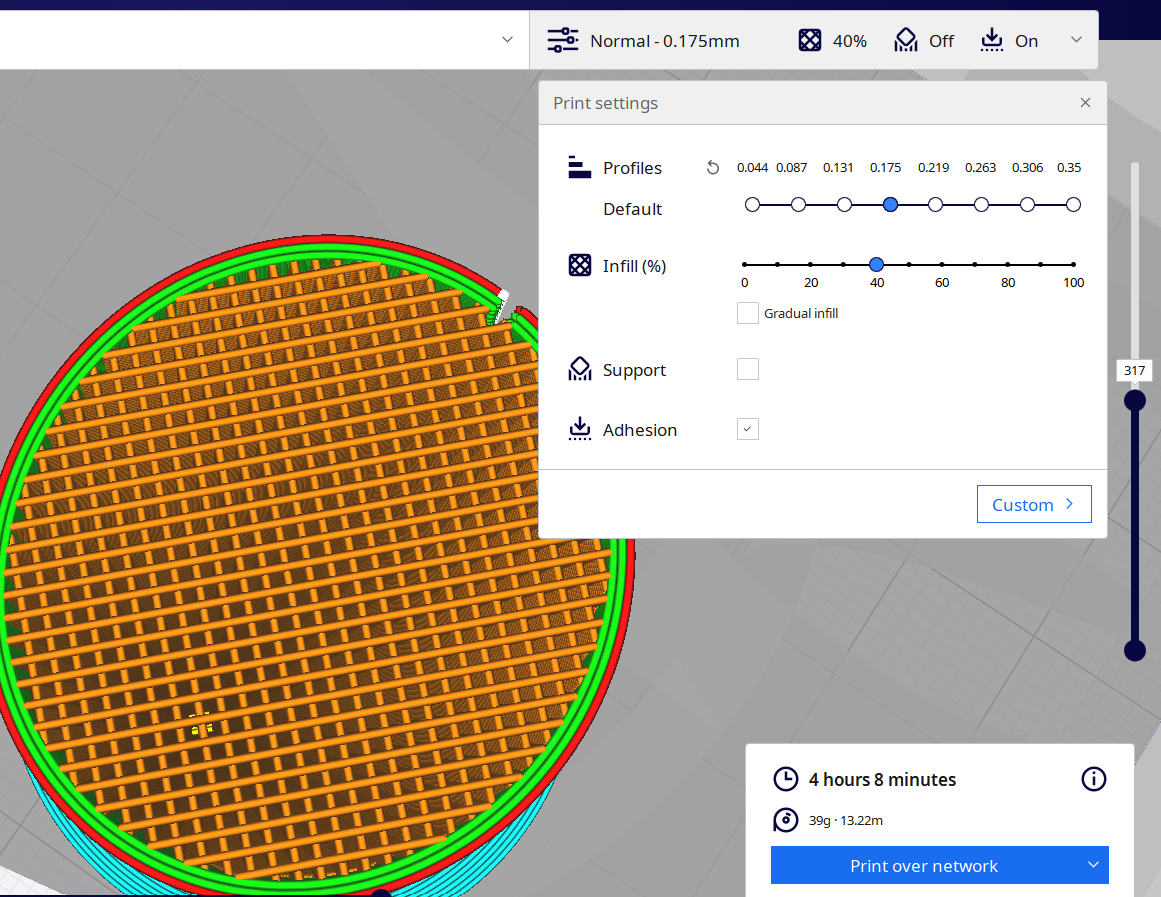 Normal - 0.175mm 40% Off On
Print settings
Profiles 0.044 0.087 0.131 0.175 0.219 0.263 0.306 0.35
Default
Infill (%)
0 20 40 60 80 100
Gradual infill
Support
317
Adhesion
Custom
4 hours 8 minutes
39g · 13.22m
Print over network